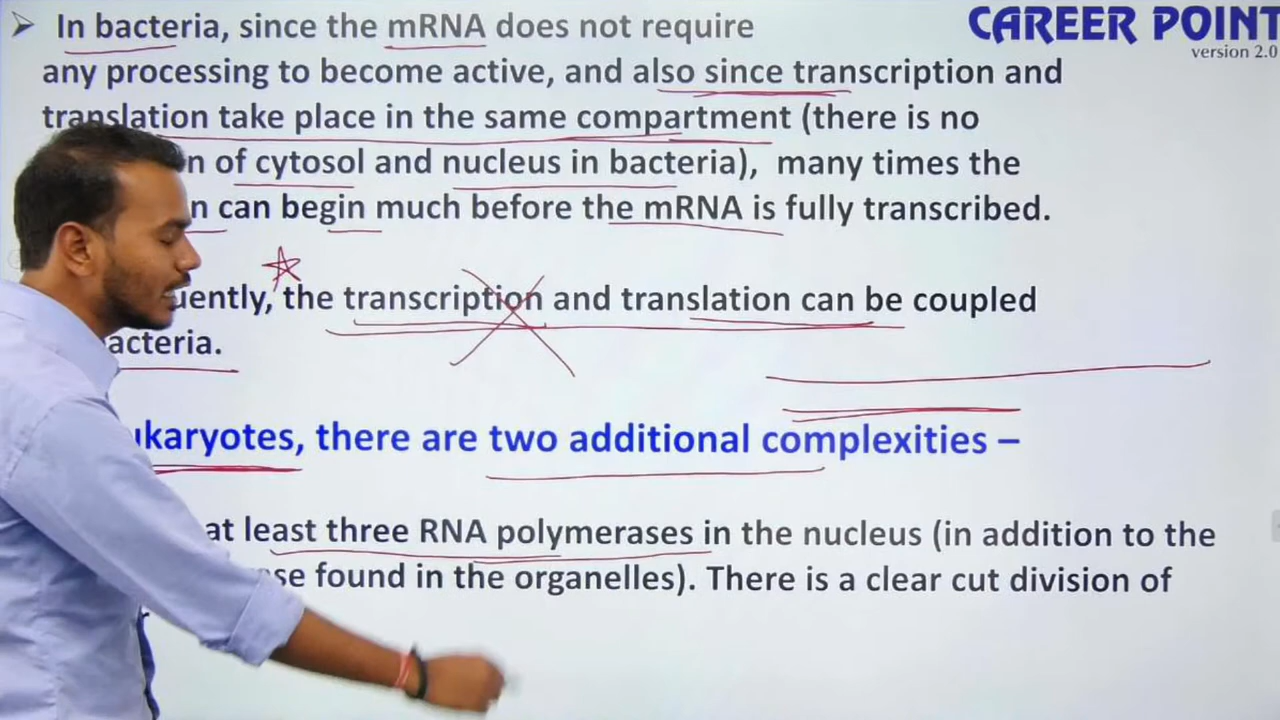 In bacteria, since the mRNA does not require
CAREER POINT
version 2.0
any processing to become active, and also since transcription and
translation take place in the same compartment (there is no
n of cytosol and nucleus in bacteria), many times the
n can begin much before the mRNA is fully transcribed.
uently, the transcription and translation can be coupled
acteria.
ukaryotes, there are two additional complexities –
at least three RNA polymerases in the nucleus (in addition to the
se found in the organelles). There is a clear cut division of